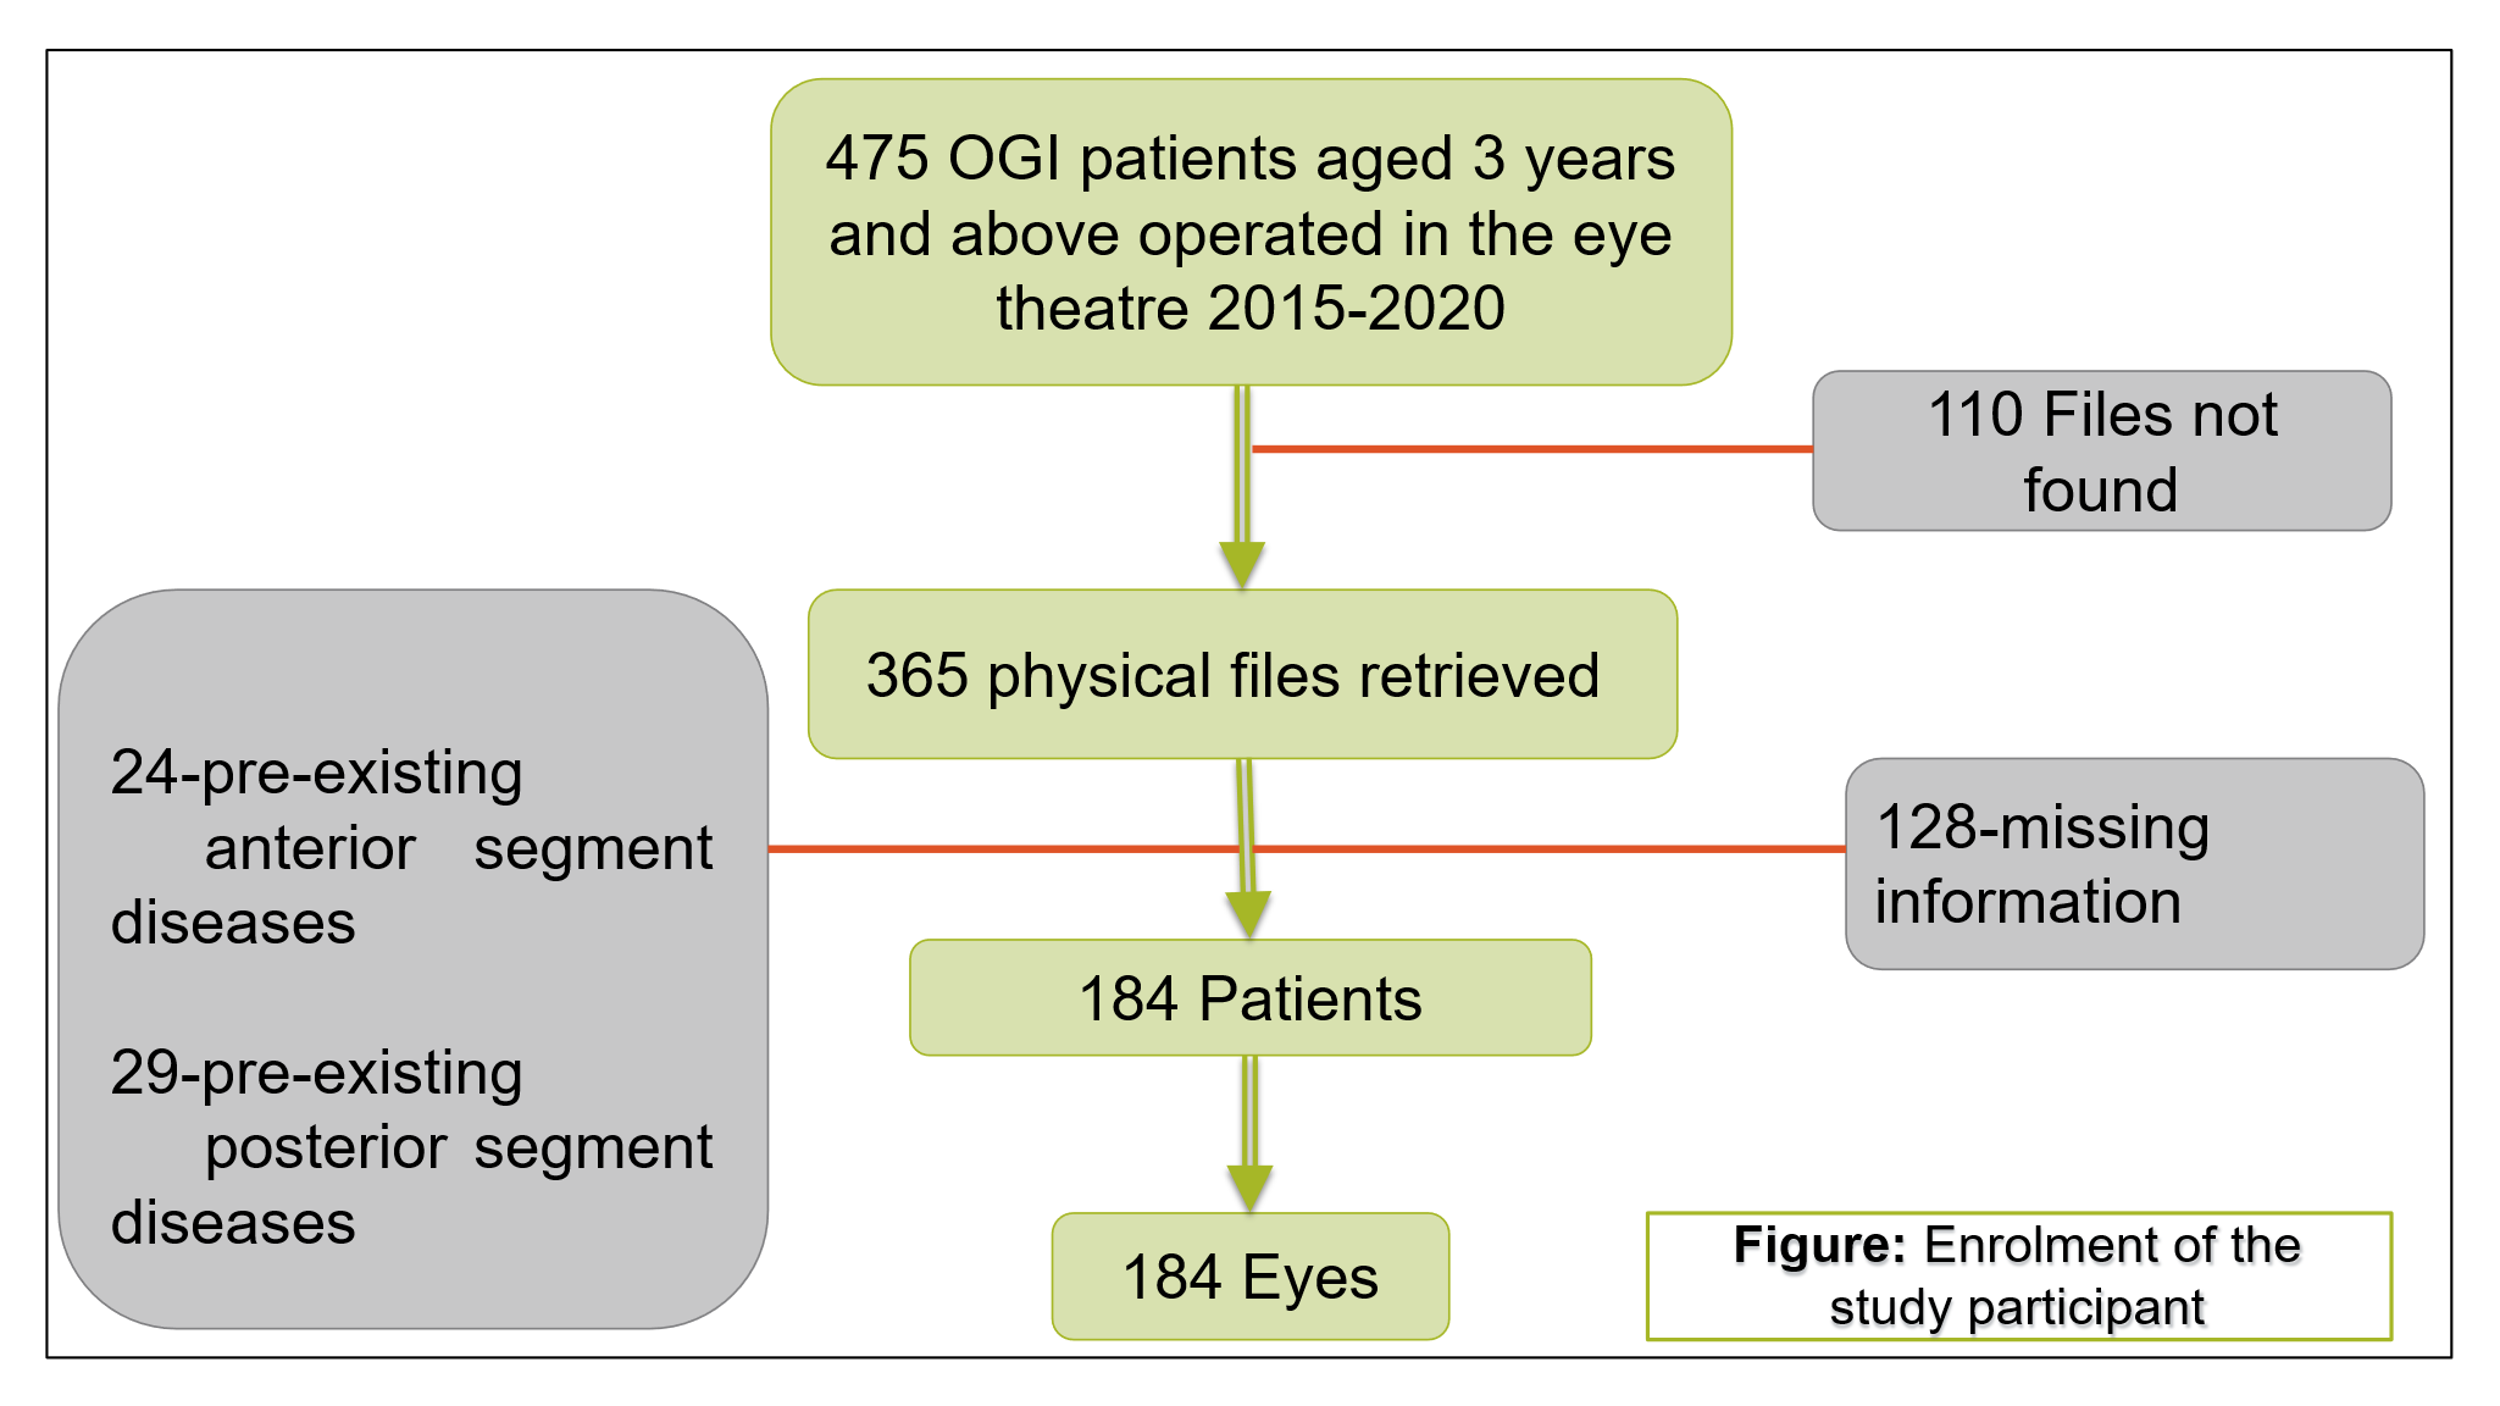 475 OGI patients aged 3 years
and above operated in the eye
theatre 2015-2020
110 Files not
found
365 physical files retrieved
24-pre-existing
anterior segment
diseases
29-pre-existing
posterior segment
diseases
128-missing
information
184 Patients
184 Eyes
Figure: Enrolment of the
study participant